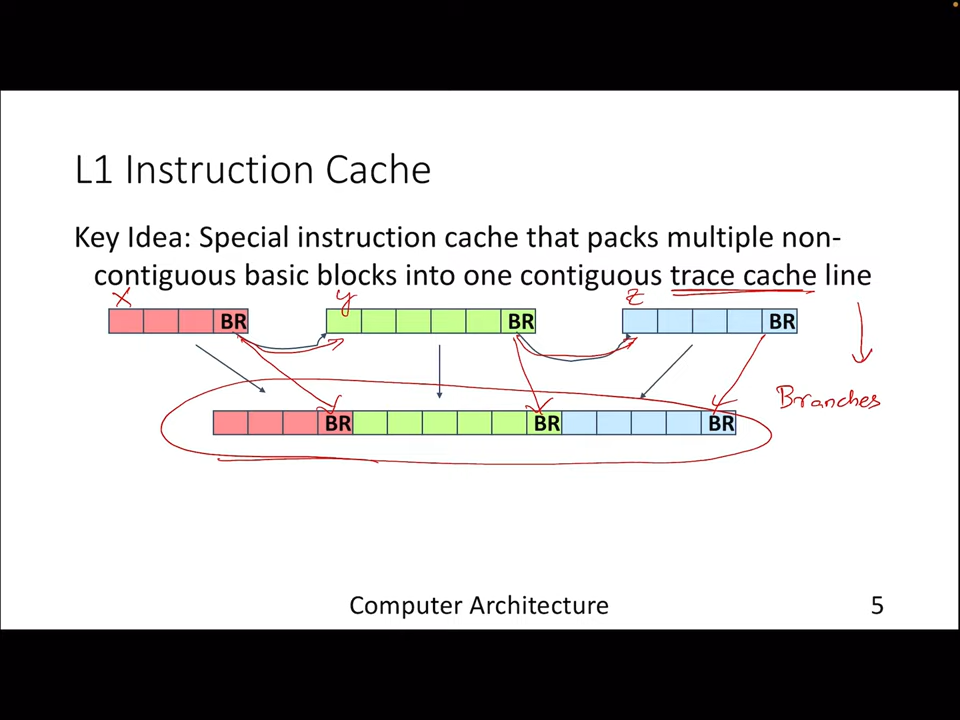 L1 Instruction Cache
Key Idea: Special instruction cache that packs multiple non-
contiguous basic blocks into one contiguous trace cache line
X y z
BR BR BR
Branches
BR BR BR
Computer Architecture 5